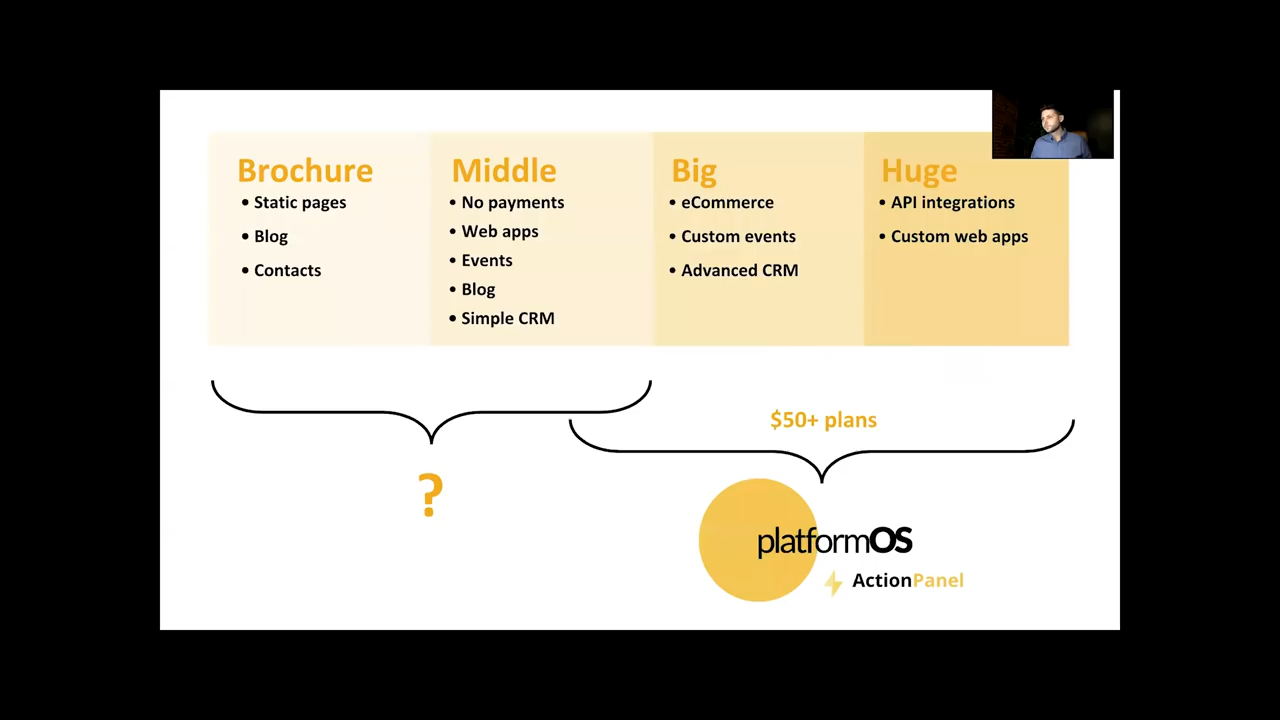 Brochure
• Static pages
• Blog
• Contacts
Middle
• No payments
• Web apps
• Events
• Blog
• Simple CRM
Big
• eCommerce
• Custom events
• Advanced CRM
Huge
• API integrations
• Custom web apps
?
$50+ plans
platformOS
ActionPanel